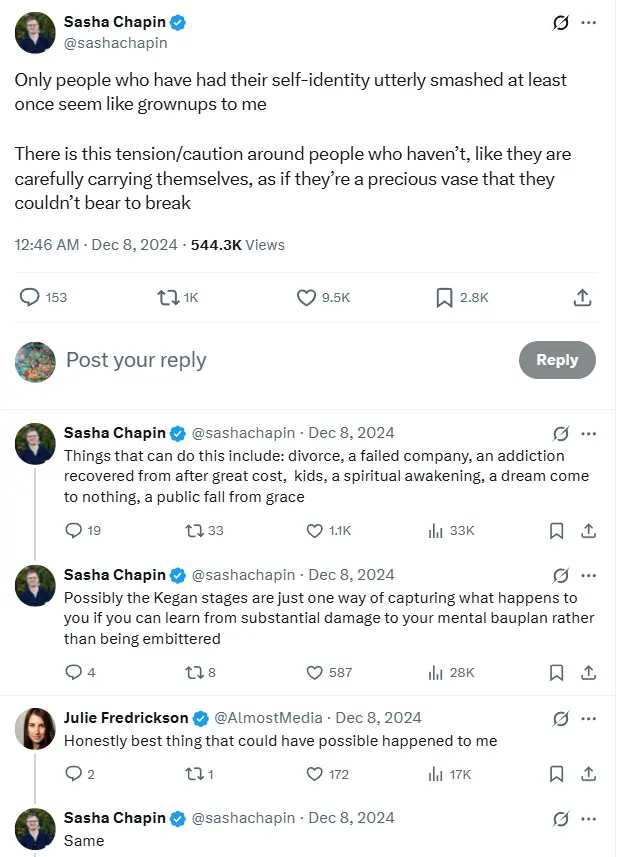 Sasha Chapin
@sashachapin
Only people who have had their self-identity utterly smashed at least
once seem like grownups to me
There is this tension/caution around people who haven’t, like they are
carefully carrying themselves, as if they’re a precious vase that they
couldn’t bear to break
12:46 AM · Dec 8, 2024 · 544.3K Views
153 1K 9.5K 2.8K
Post your reply Reply
Sasha Chapin @sashachapin · Dec 8, 2024
Things that can do this include: divorce, a failed company, an addiction
recovered from after great cost, kids, a spiritual awakening, a dream come
to nothing, a public fall from grace
19 33 1.1K 33K
Sasha Chapin @sashachapin · Dec 8, 2024
Possibly the Kegan stages are just one way of capturing what happens to
you if you can learn from substantial damage to your mental bauplan rather
than being embittered
4 8 587 28K
Julie Fredrickson @AlmostMedia · Dec 8, 2024
Honestly best thing that could have possible happened to me
2 1 172 17K
Sasha Chapin @sashachapin · Dec 8, 2024
Same